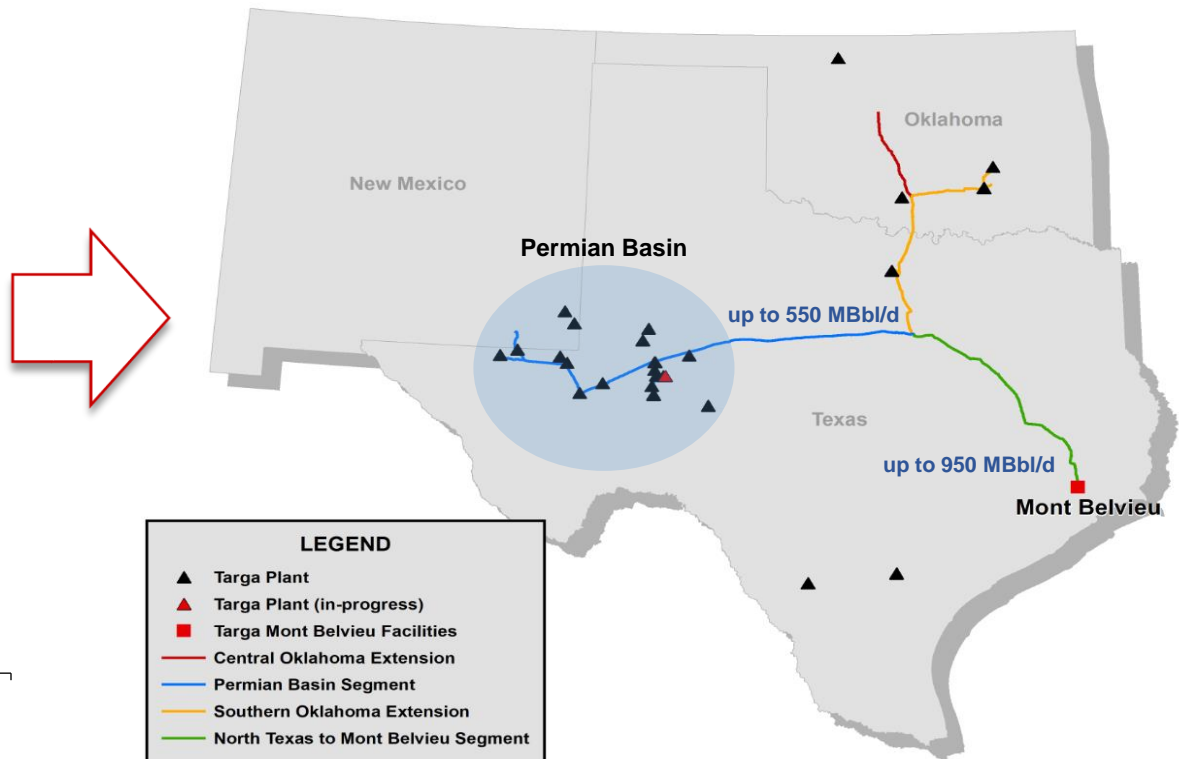 Oklahoma
New Mexico
Permian Basin
up to 550 MBbl/d
Texas
up to 950 MBbl/d
Mont Belvieu
LEGEND
Targa Plant
Targa Plant (in-progress)
Targa Mont Belvieu Facilities
Central Oklahoma Extension
Permian Basin Segment
Southern Oklahoma Extension
North Texas to Mont Belvieu Segment